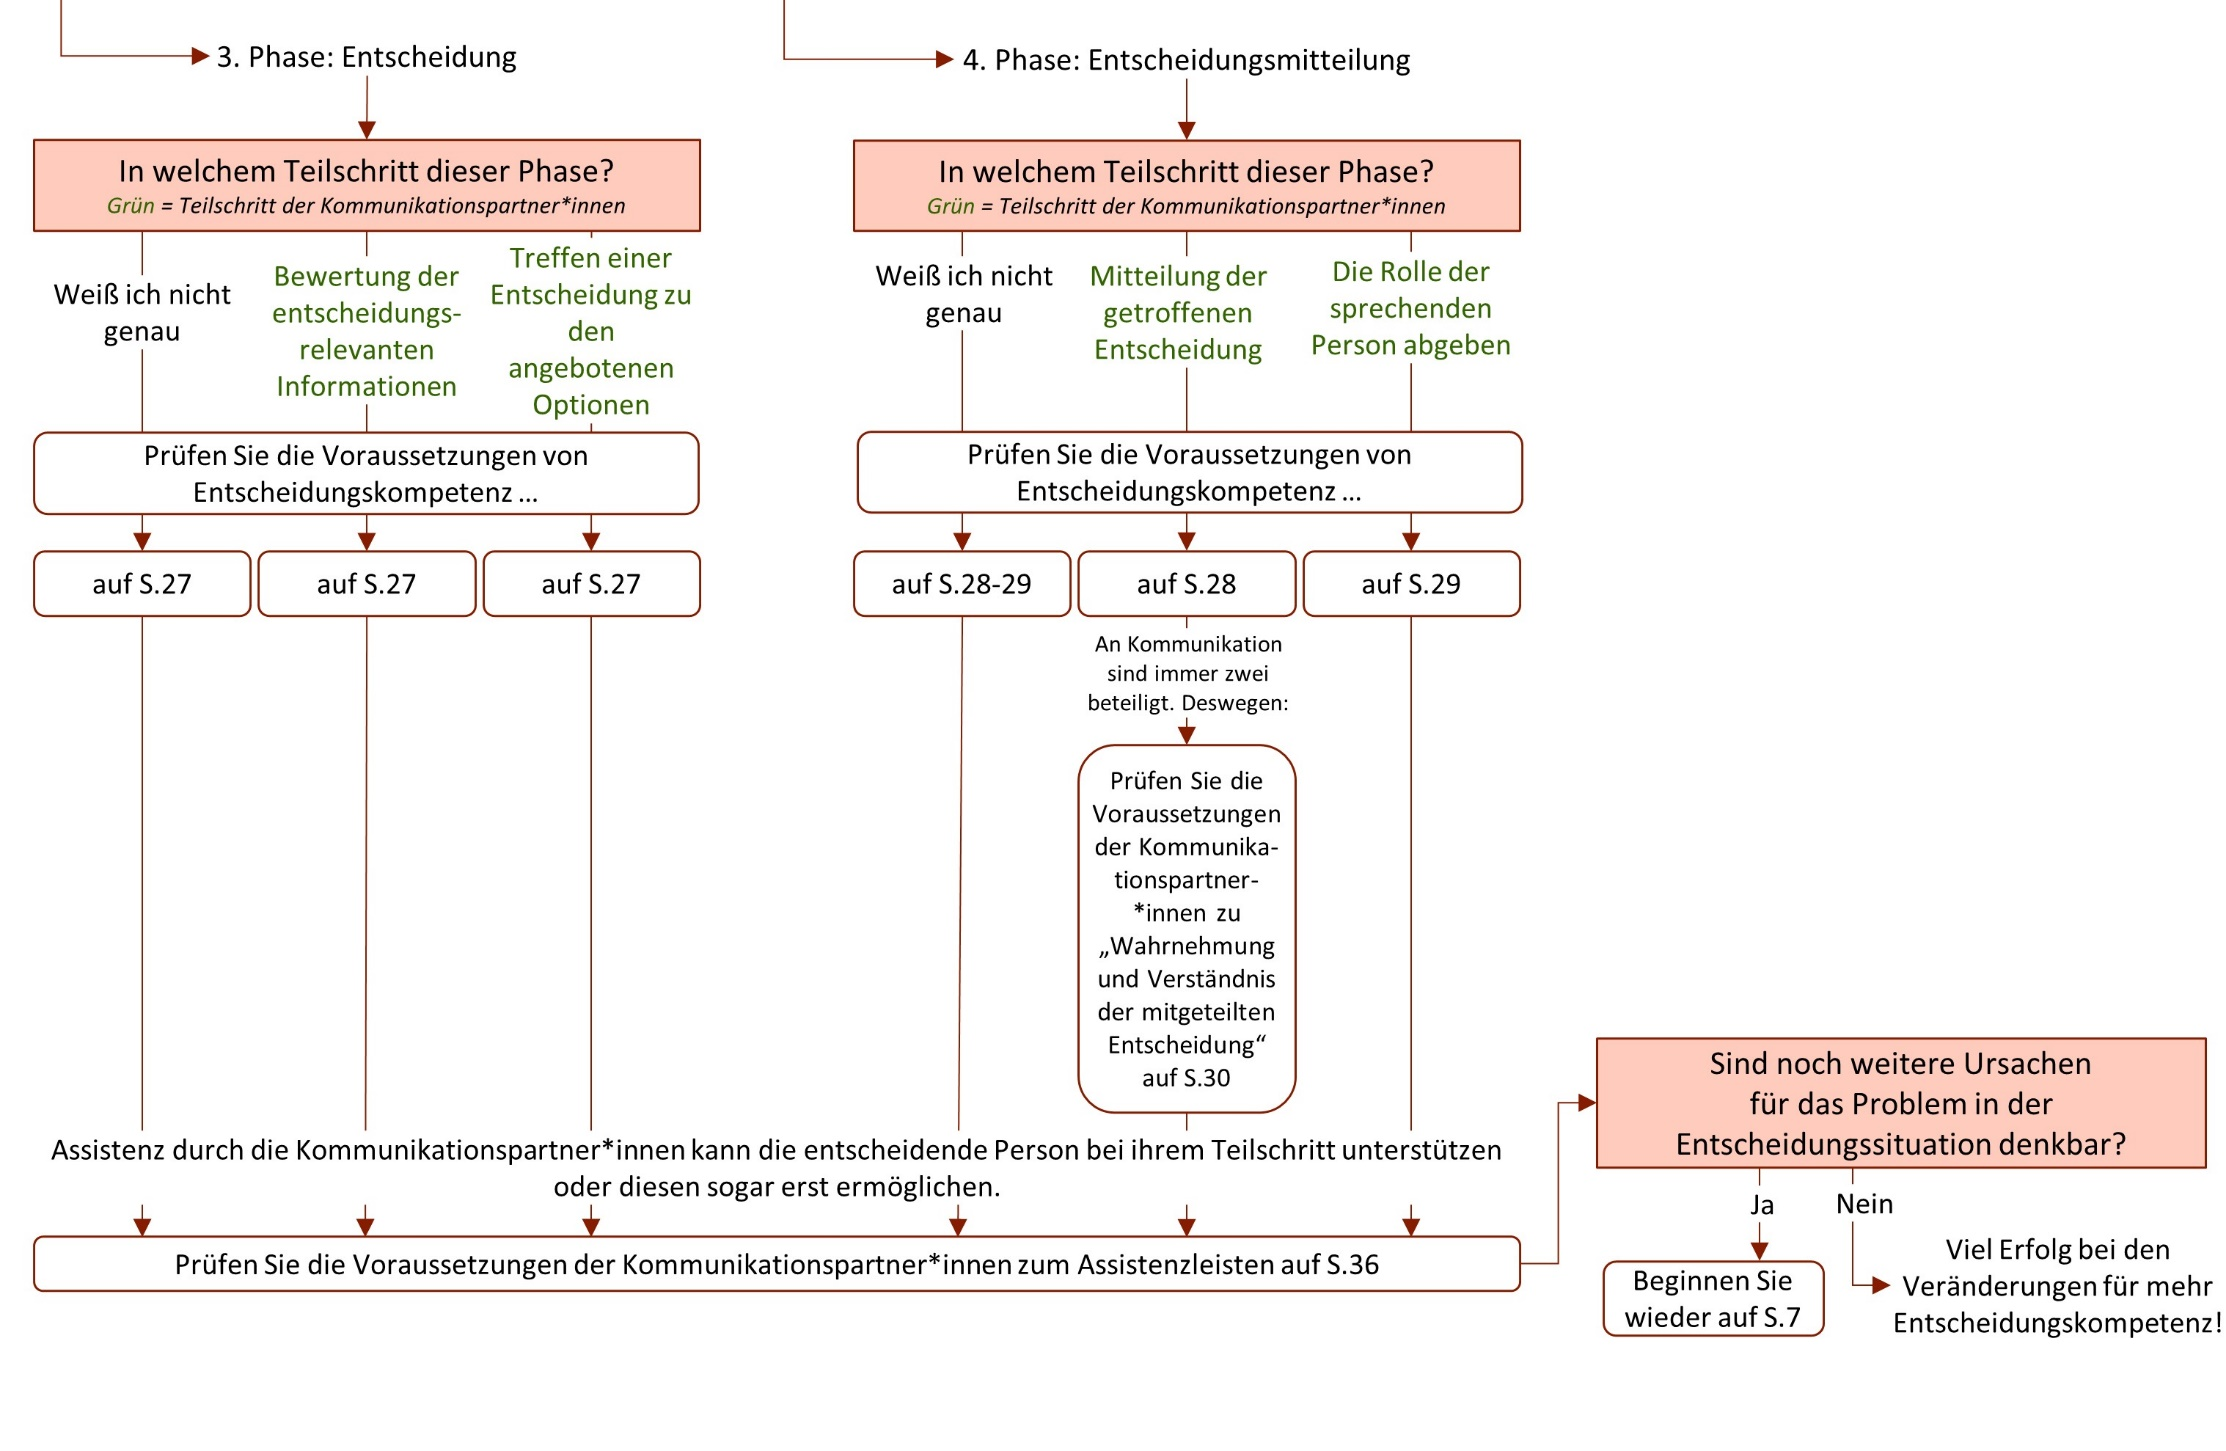 3. Phase: Entscheidung
In welchem Teilschritt dieser Phase?
Grün = Teilschritt der Kommunikationspartner*innen
Weiß ich nicht
genau
Bewertung der
entscheidungs-
relevanten
Informationen
Treffen einer
Entscheidung zu
den
angebotenen
Optionen
Prüfen Sie die Voraussetzungen von
Entscheidungskompetenz ...
auf S.27
auf S.27
auf S.27
4. Phase: Entscheidungsmitteilung
In welchem Teilschritt dieser Phase?
Grün = Teilschritt der Kommunikationspartner*innen
Weiß ich nicht
genau
Mitteilung der
getroffenen
Entscheidung
Die Rolle der
sprechenden
Person abgeben
Prüfen Sie die Voraussetzungen von
Entscheidungskompetenz ...
auf S.28-29
auf S.28
auf S.29
An Kommunikation
sind immer zwei
beteiligt. Deswegen:
Prüfen Sie die
Voraussetzungen
der Kommunika-
tionspartner-
*innen zu
„Wahrnehmung
und Verständnis
der mitgeteilten
Entscheidung“
auf S.30
Assistenz durch die Kommunikationspartner*innen kann die entscheidende Person bei ihrem Teilschritt unterstützen
oder diesen sogar erst ermöglichen.
Prüfen Sie die Voraussetzungen der Kommunikationspartner*innen zum Assistenzleisten auf S.36
Sind noch weitere Ursachen
für das Problem in der
Entscheidungssituation denkbar?
Ja
Nein
Beginnen Sie
wieder auf S.7
Viel Erfolg bei den
Veränderungen für mehr
Entscheidungskompetenz!